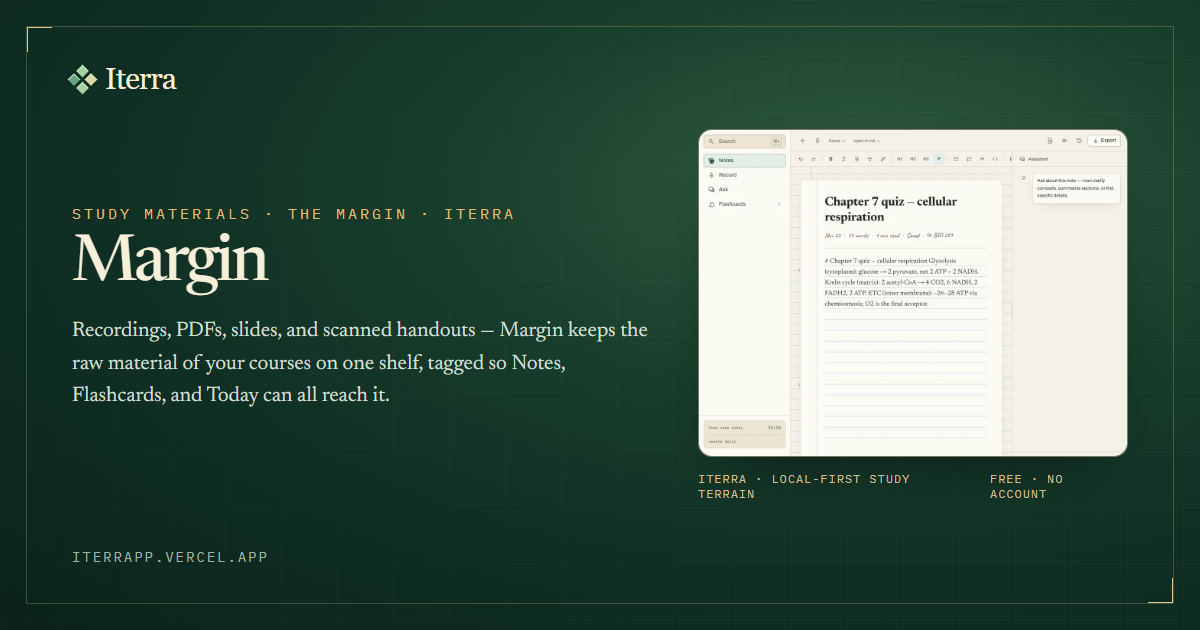 Iterra
STUDY MATERIALS · THE MARGIN · ITERRA
Margin
Recordings, PDFs, slides, and scanned handouts — Margin keeps the
raw material of your courses on one shelf, tagged so Notes,
Flashcards, and Today can all reach it.
ITERRAPP.VERCEL.APP
Search
Notes
Record
Ask
Flashcards
Export
B I U S H1 H2 H3 P
Assistant
Ask about this note — I can clarify
concepts, summarize sections, or find
specific details.
Chapter 7 quiz – cellular
respiration
# Chapter 7 quiz – cellular respiration Glycolysis
(cytoplasm): glucose → 2 pyruvate, net 2 ATP + 2 NADH.
Krebs cycle (matrix): 2 acetyl-CoA → 4 CO2, 6 NADH, 2
FADH2, 2 ATP. ETC (inner membrane): ~26–28 ATP via
chemiosmosis; O2 is the final acceptor.
ITERRA · LOCAL-FIRST STUDY
TERRAIN
FREE · NO
ACCOUNT